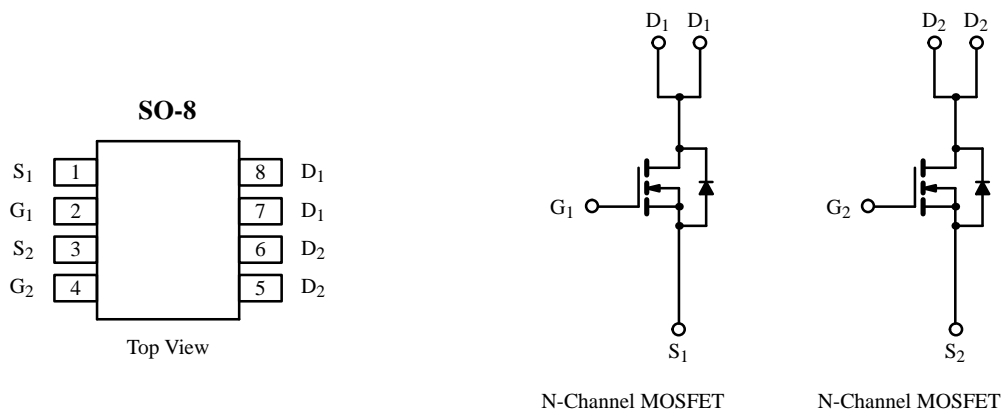 D1 D1
D2 D2
SO-8
S1 1 8 D1
G1 2 7 D1
S2 3 6 D2
G2 4 5 D2
Top View
G1
G2
S1
S2
N-Channel MOSFET
N-Channel MOSFET